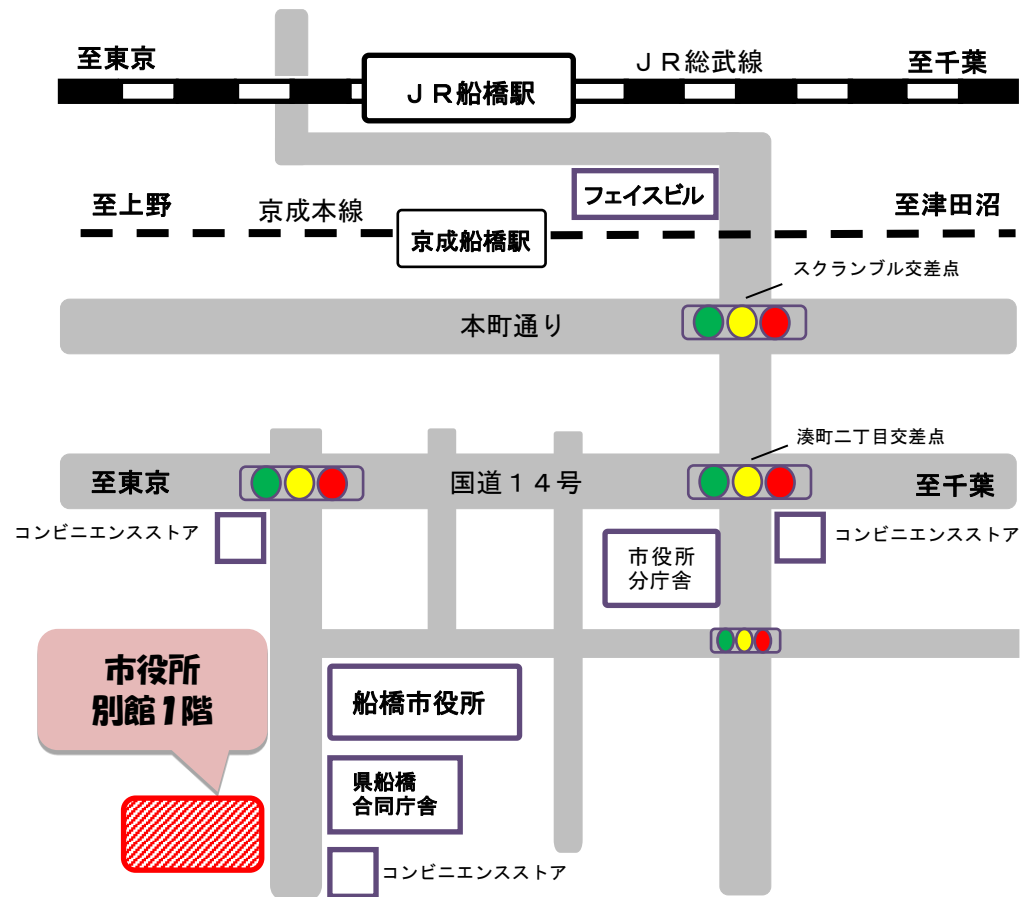 至東京
ＪＲ総武線
至千葉
ＪＲ船橋駅
フェイスビル
至上野
京成本線
至津田沼
京成船橋駅
スクランブル交差点
本町通り
湊町二丁目交差点
至東京
国道１４号
至千葉
コンビニエンスストア
コンビニエンスストア
市役所
分庁舎
市役所
別館１階
船橋市役所
県船橋
合同庁舎
コンビニエンスストア